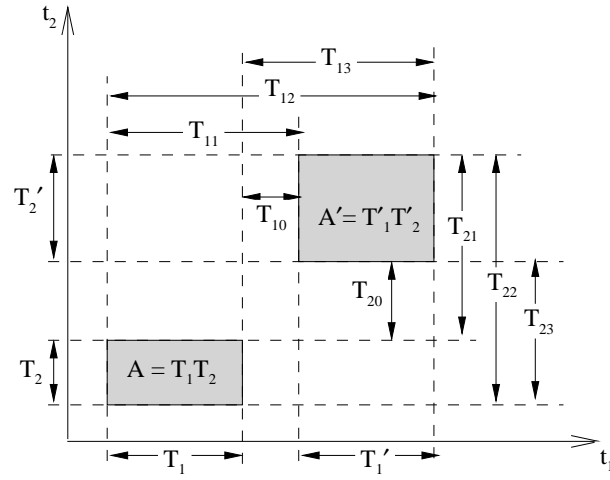 t₂
T₁₃
T₁₂
T₁₁
T₂′
T₁₀
A′= T′₁T′₂
T₂₁
T₂₀
T₂₂
T₂₃
T₂
A = T₁T₂
T₁
T₁′
t₁